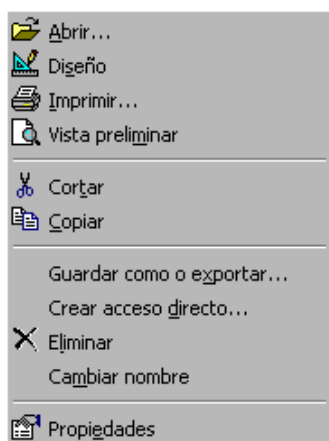 Abrir...
Diseño
Imprimir...
Vista preliminar
Cortar
Copiar
Guardar como o exportar...
Crear acceso directo...
Eliminar
Cambiar nombre
Propiedades